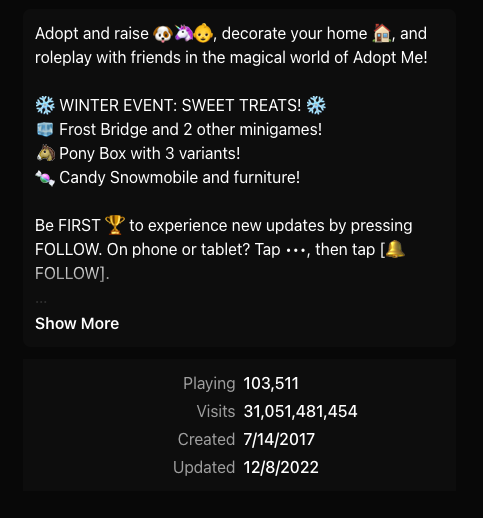 Adopt and raise 🐶🦄👶, decorate your home 🏠, and
roleplay with friends in the magical world of Adopt Me!
❄️ WINTER EVENT: SWEET TREATS! ❄️
🧊 Frost Bridge and 2 other minigames!
🐴 Pony Box with 3 variants!
🍬 Candy Snowmobile and furniture!
Be FIRST 🏆 to experience new updates by pressing
FOLLOW. On phone or tablet? Tap •••, then tap [🔔
FOLLOW].
...
Show More
Playing 103,511
Visits 31,051,481,454
Created 7/14/2017
Updated 12/8/2022